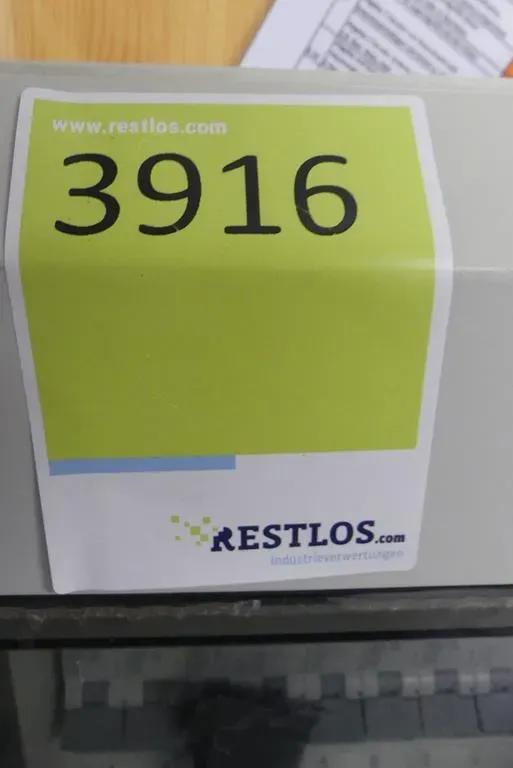 www.restlos.com
3916
RESTLOS.com
Industrieverwertungen